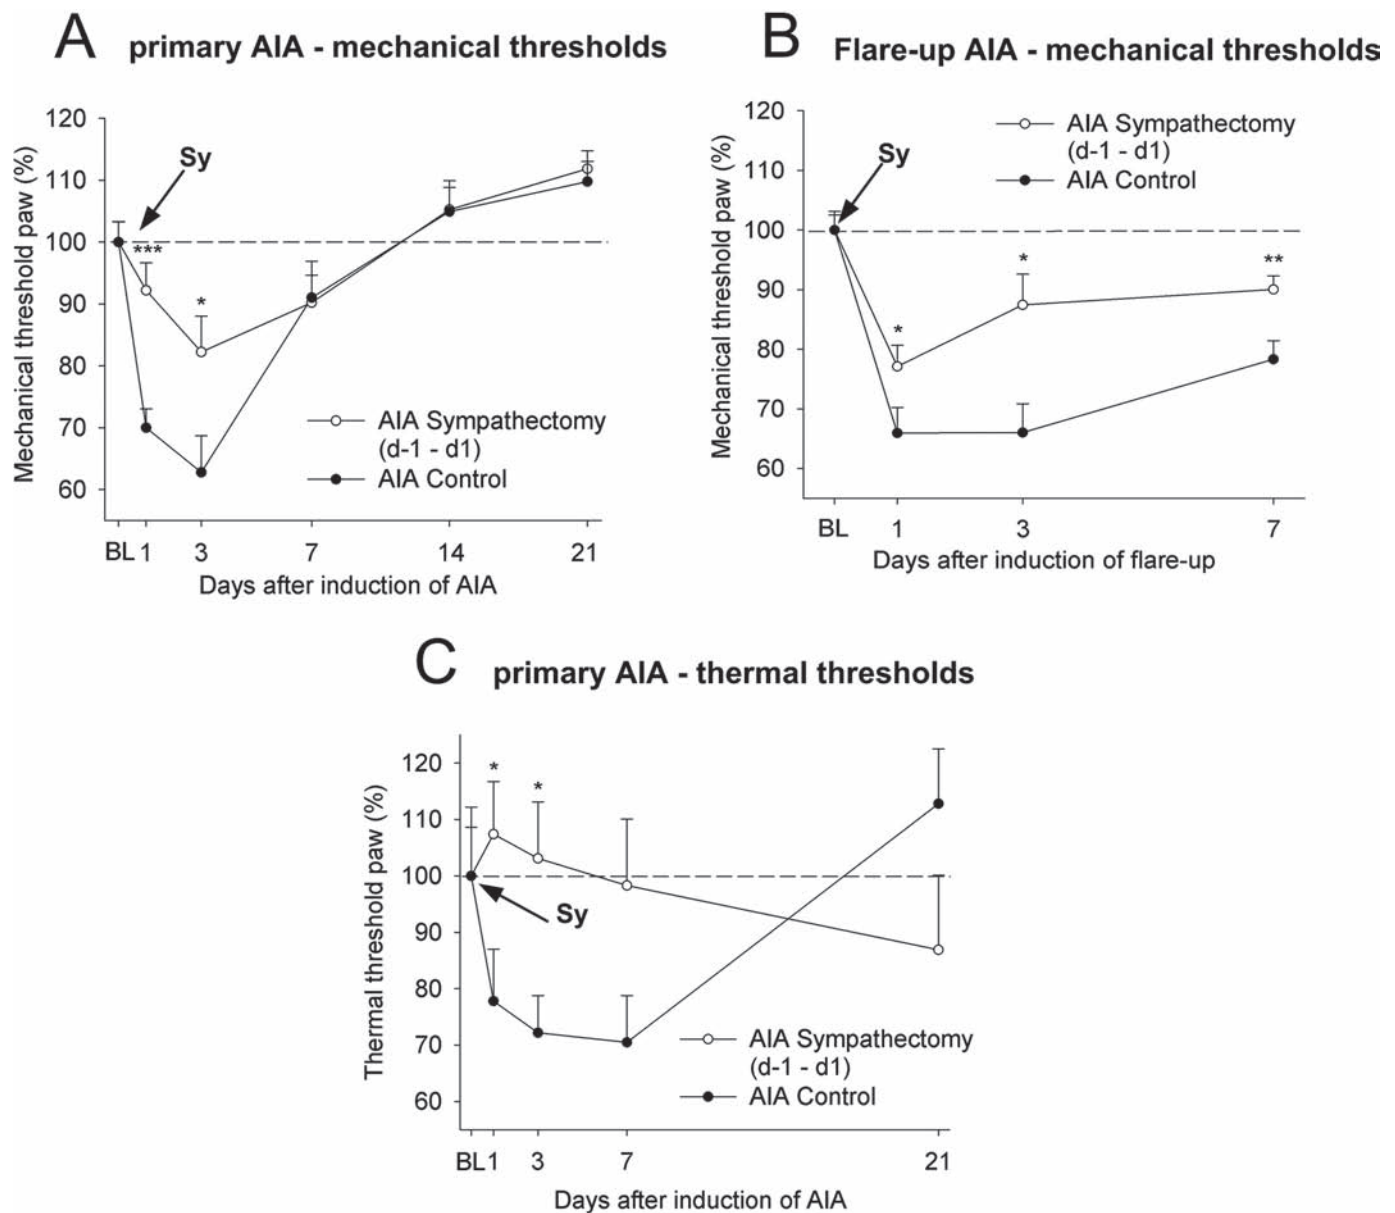 A primary AIA - mechanical thresholds
120
110
100
90
80
70
60
Mechanical threshold paw (%)
Sy
***
*
AIA Sympathectomy
(d-1 - d1)
AIA Control
BL 1 3 7 14 21
Days after induction of AIA
B Flare-up AIA - mechanical thresholds
120
110
100
90
80
70
60
Mechanical threshold paw (%)
Sy
AIA Sympathectomy
(d-1 - d1)
AIA Control
*
*
**
BL 1 3 7
Days after induction of flare-up
C primary AIA - thermal thresholds
120
110
100
90
80
70
60
Thermal threshold paw (%)
*
*
Sy
AIA Sympathectomy
(d-1 - d1)
AIA Control
BL 1 3 7 21
Days after induction of AIA